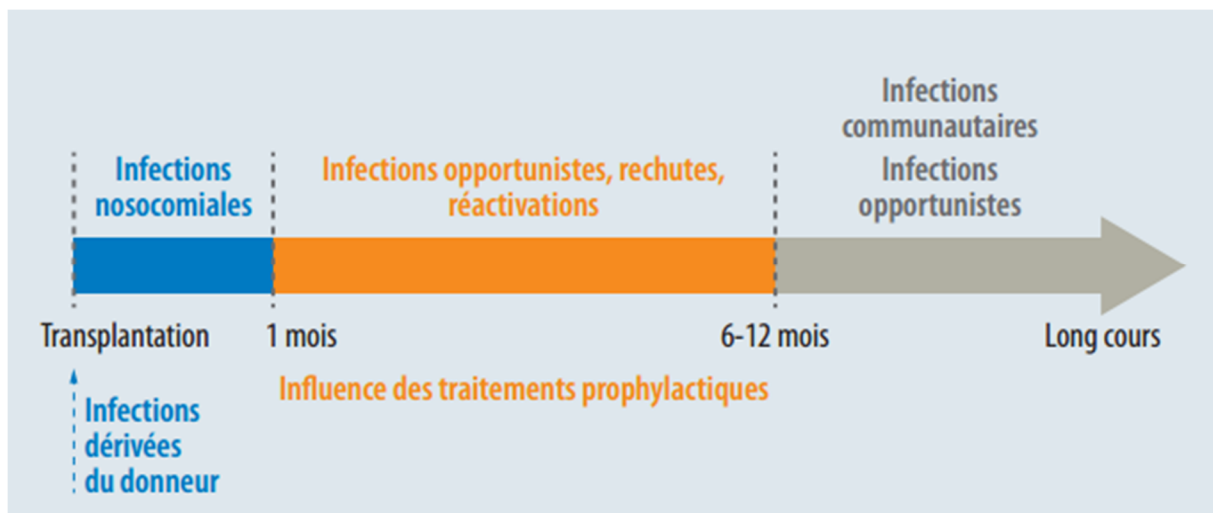 Infections
communautaires
Infections
opportunistes
Infections
nosocomiales
Infections opportunistes, rechutes,
réactivations
Transplantation
1 mois
6-12 mois
Long cours
Influence des traitements prophylactiques
Infections
dérivées
du donneur